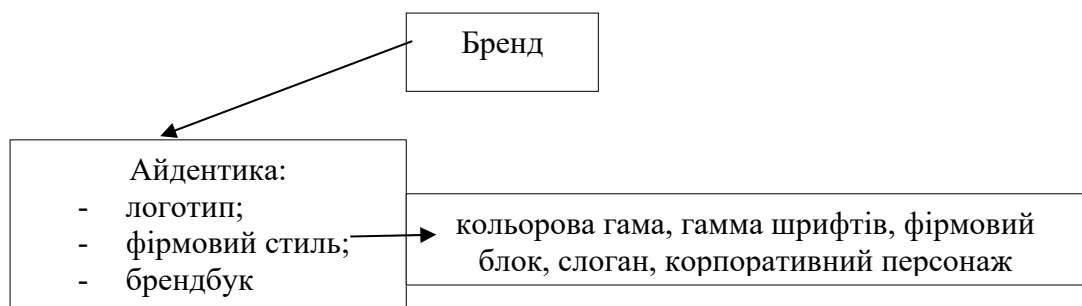 Бренд
Айдентика:
- логотип;
- фірмовий стиль;
- брендбук
кольорова гама, гамма шрифтів, фірмовий
блок, слоган, корпоративний персонаж